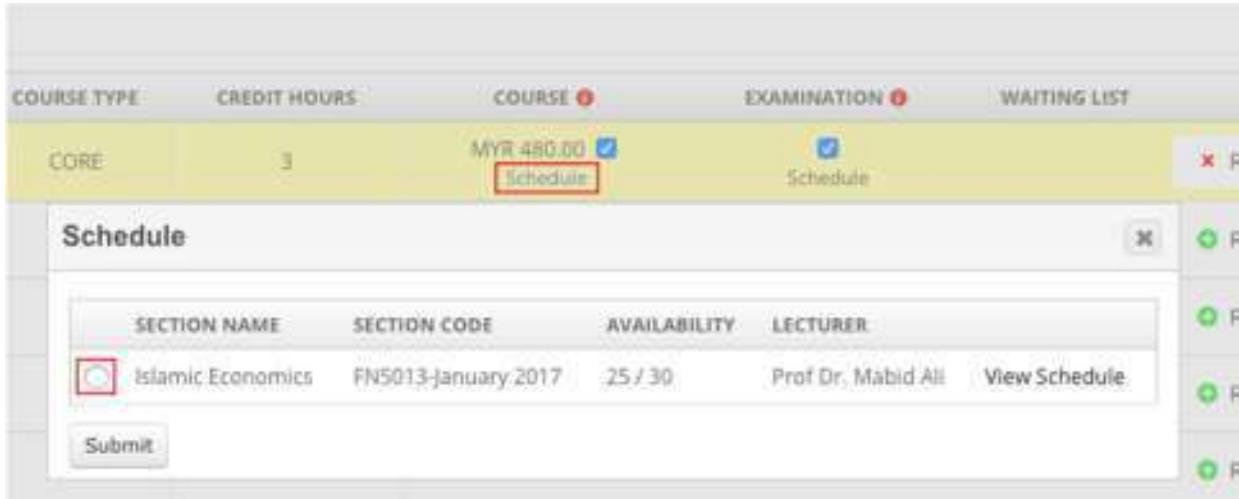 COURSE TYPE CREDIT HOURS COURSE EXAMINATION WAITING LIST
CORE 3 MYR 480.00
Schedule Schedule
Schedule
SECTION NAME SECTION CODE AVAILABILITY LECTURER
Islamic Economics FN5013-January 2017 25 / 30 Prof Dr. Mabid Ali View Schedule
Submit